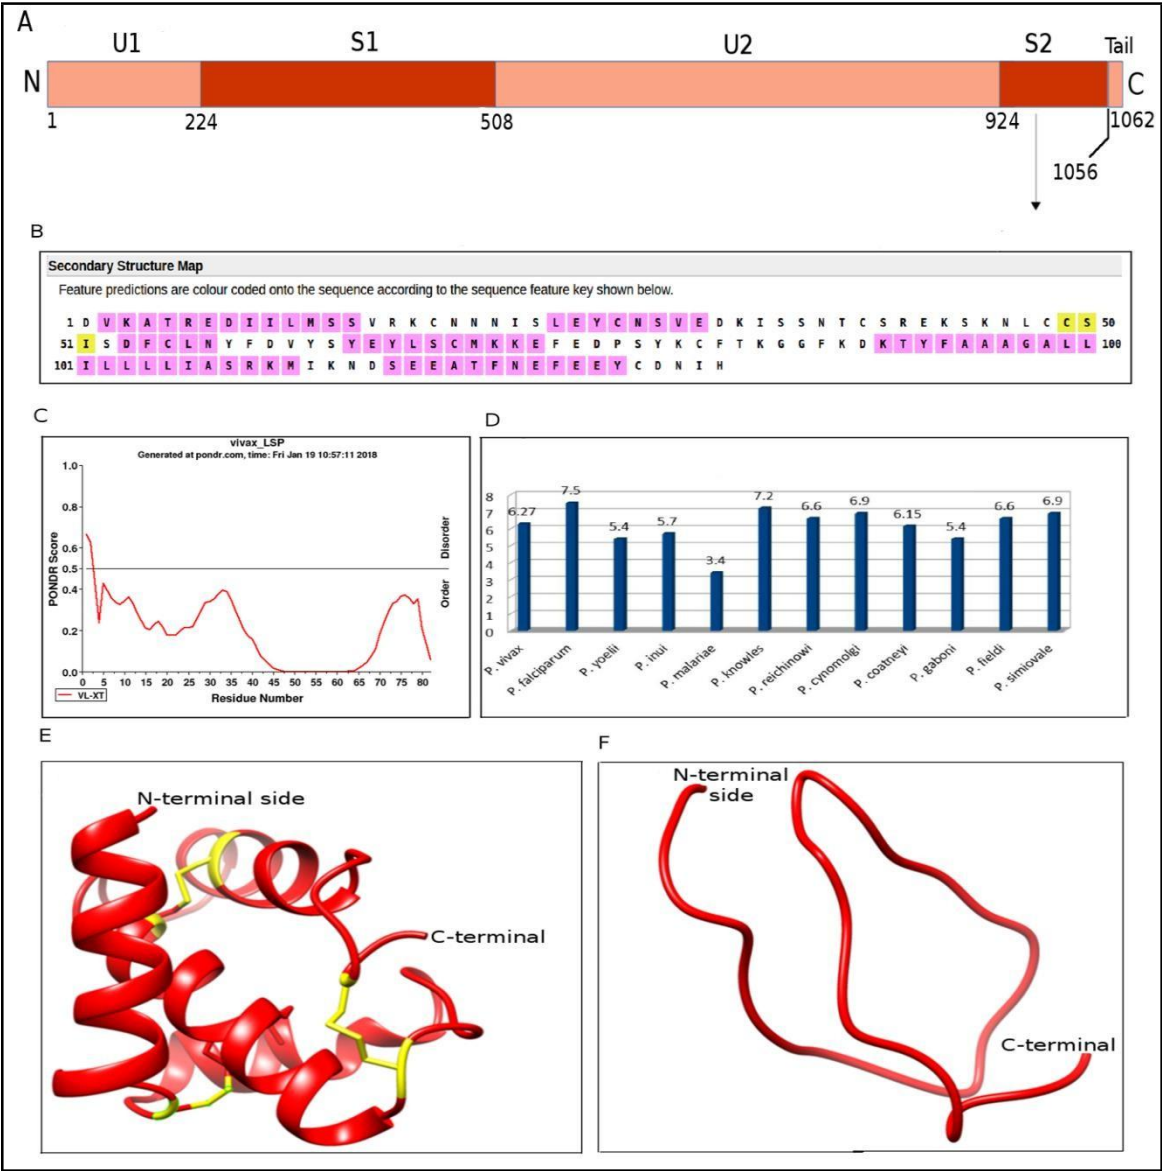 A
U1 S1 U2 S2 Tail
N C
1 224 508 924 1062
1056
B
Secondary Structure Map
Feature predictions are colour coded onto the sequence according to the sequence feature key shown below.
1 D V K A T R E D I I L M S S V R K C N N N I S L E Y C N S V E D K I S S N T C S R E K S K N L C C S 50
51 I S D F C L N Y F D V Y S Y E Y L S C M K K E F E D P S Y K C F T K G G F K D K T Y F A A A G A L L 100
101 I L L L L I A S R K M I K N D S E E A T F N E F E E Y C D N I H
C
vivax_LSP
Generated at pondr.com, time: Fri Jan 19 10:57:11 2018
1.0
0.8
0.6
0.5
0.4
0.2
0.0
PONDR Score
Disorder
Order
1 5 10 15 20 25 30 35 40 45 50 55 60 65 70 75 80
Residue Number
VL-XT
D
8
7
6
5
4
3
2
1
0
6.27 7.5 5.4 5.7 3.4 7.2 6.6 6.9 6.15 5.4 6.6 6.9
P. vivax
P. falciparum
P. yoelii
P. inui
P. malariae
P. knowles
P. reichinowi
P. cynomolgi
P. coatneyi
P. gaboni
P. fieldi
P. simiovale
E
N-terminal side
C-terminal
F
N-terminal
side
C-terminal